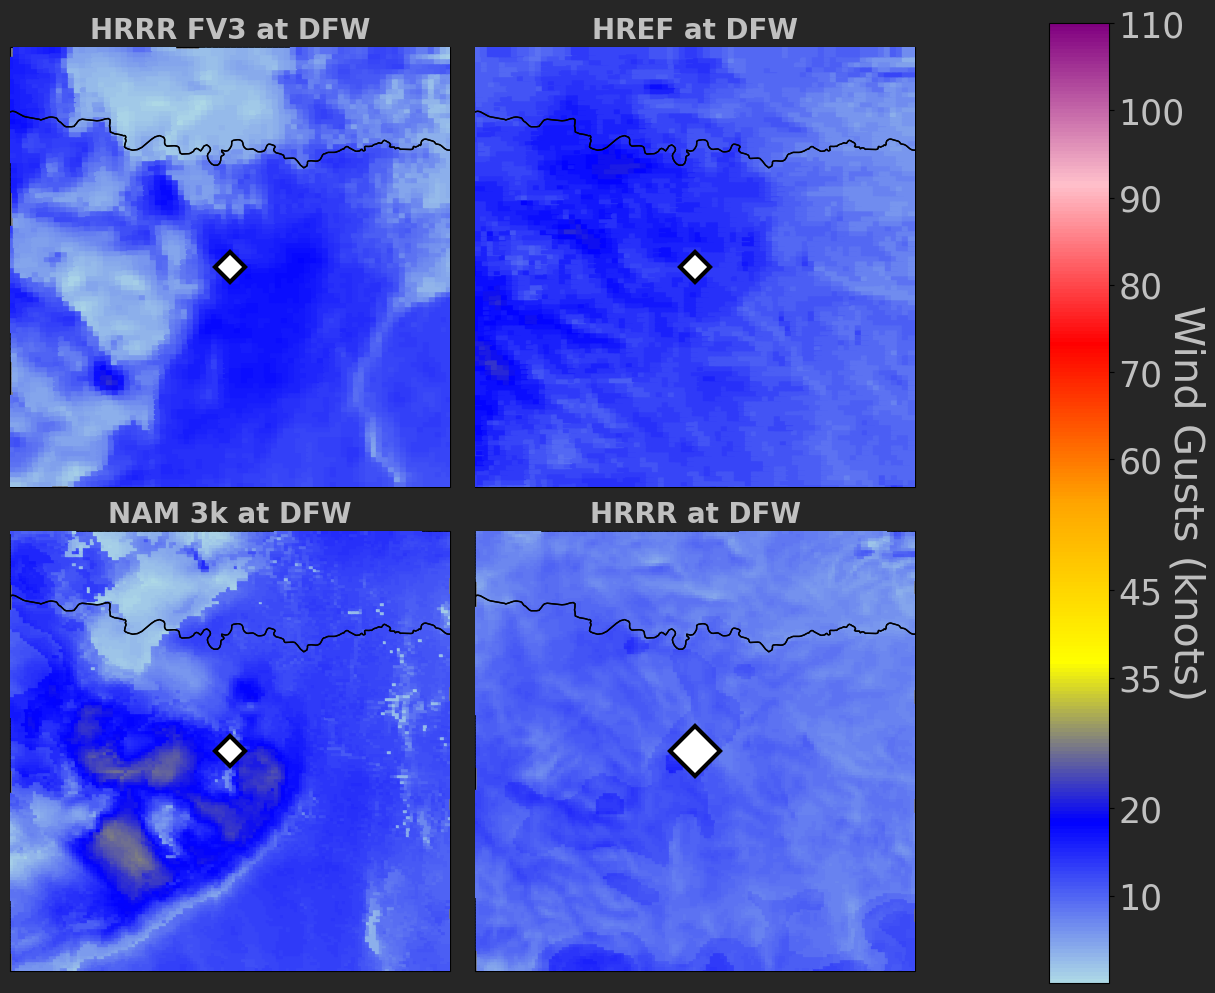 HRRR FV3 at DFW
HREF at DFW
NAM 3k at DFW
HRRR at DFW
110
100
90
80
70
60
45
35
20
10
Wind Gusts (knots)